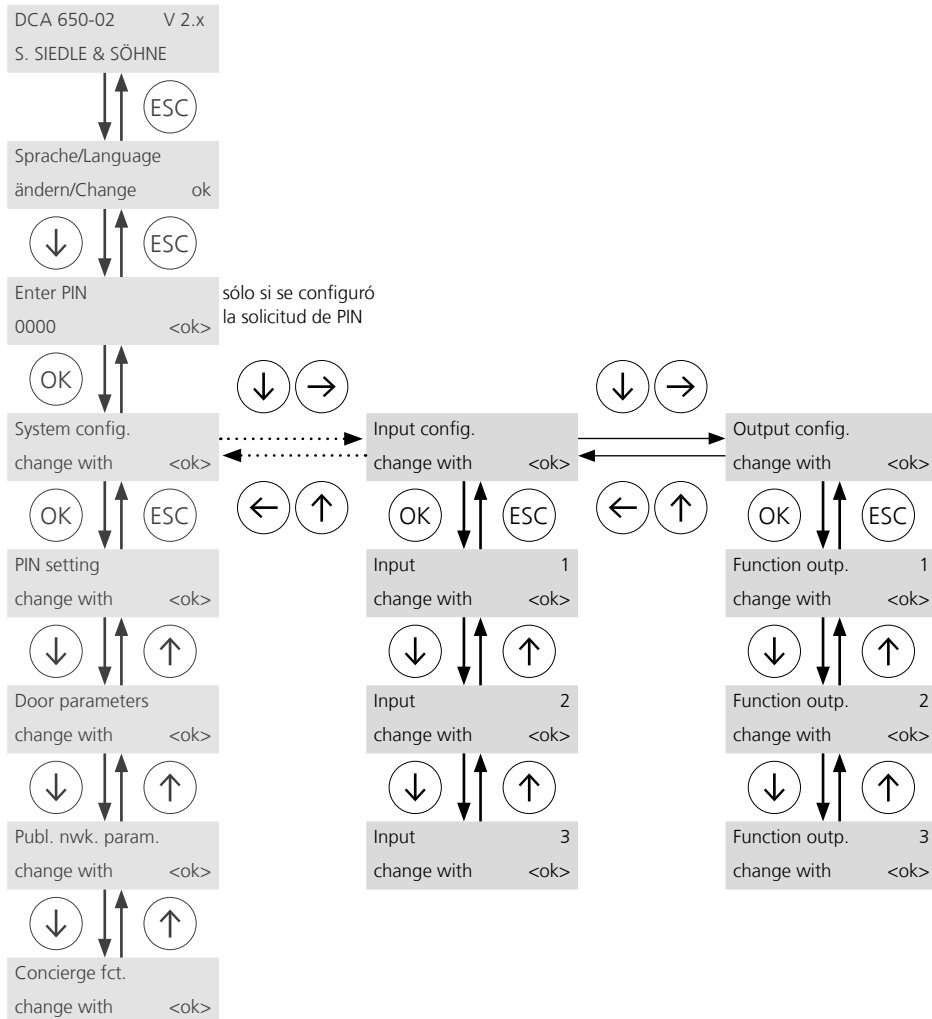 DCA 650-02 V 2.x
S. SIEDLE & SÖHNE
ESC
Sprache/Language
ändern/Change ok
ESC
Enter PIN
0000 <ok>
sólo si se configuró
la solicitud de PIN
OK
System config.
change with <ok>
Input config.
change with <ok>
Output config.
change with <ok>
OK ESC
OK ESC
OK ESC
PIN setting
change with <ok>
Input 1
change with <ok>
Function outp. 1
change with <ok>
Door parameters
change with <ok>
Input 2
change with <ok>
Function outp. 2
change with <ok>
Publ. nwk. param.
change with <ok>
Input 3
change with <ok>
Function outp. 3
change with <ok>
Concierge fct.
change with <ok>